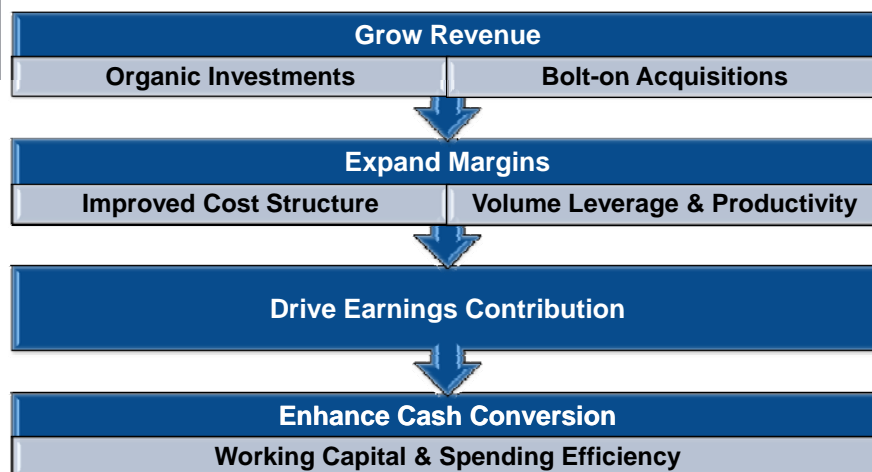 Grow Revenue
Organic Investments
Bolt-on Acquisitions
Expand Margins
Improved Cost Structure
Volume Leverage & Productivity
Drive Earnings Contribution
Enhance Cash Conversion
Working Capital & Spending Efficiency